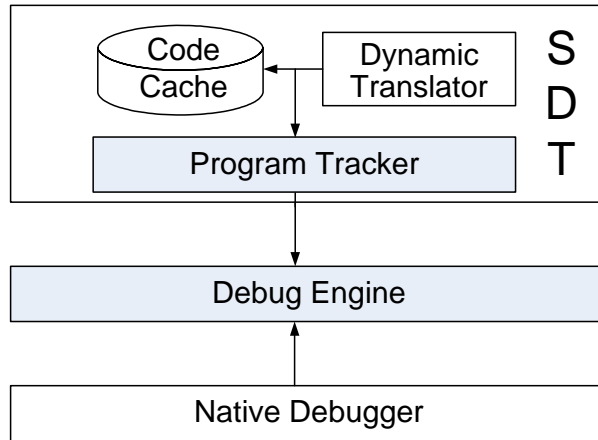 Code
Cache
Dynamic
Translator
S
D
T
Program Tracker
Debug Engine
Native Debugger